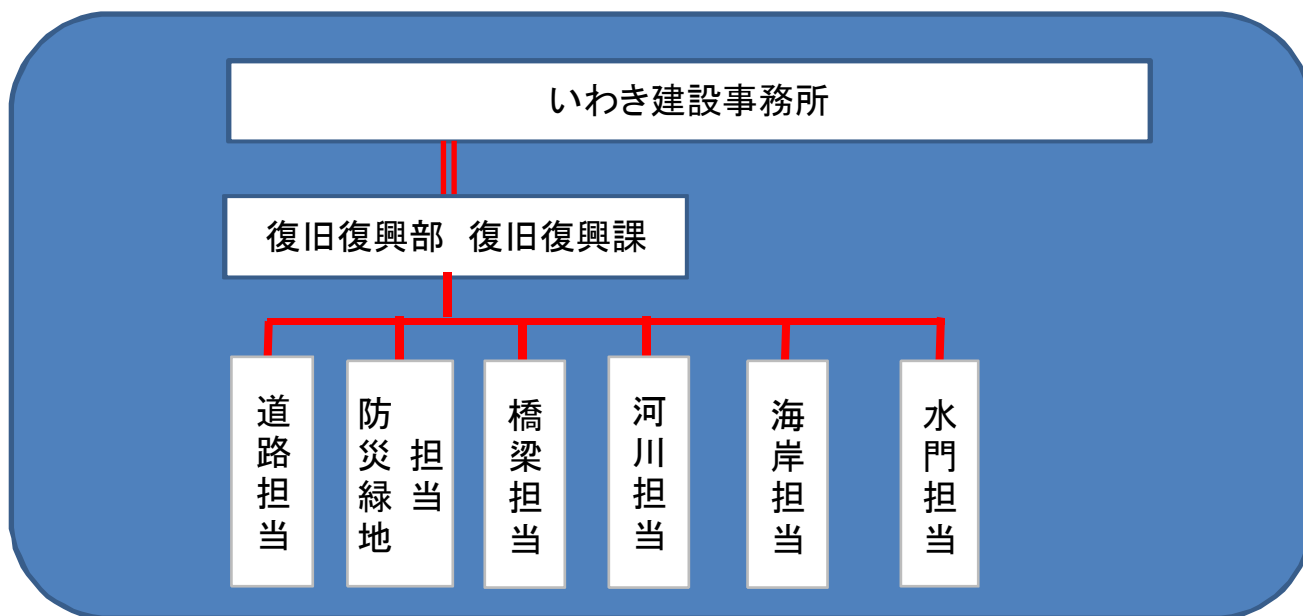 いわき建設事務所
復旧復興部 復旧復興課
道路担当
防災緑地
担当
橋梁担当
河川担当
海岸担当
水門担当